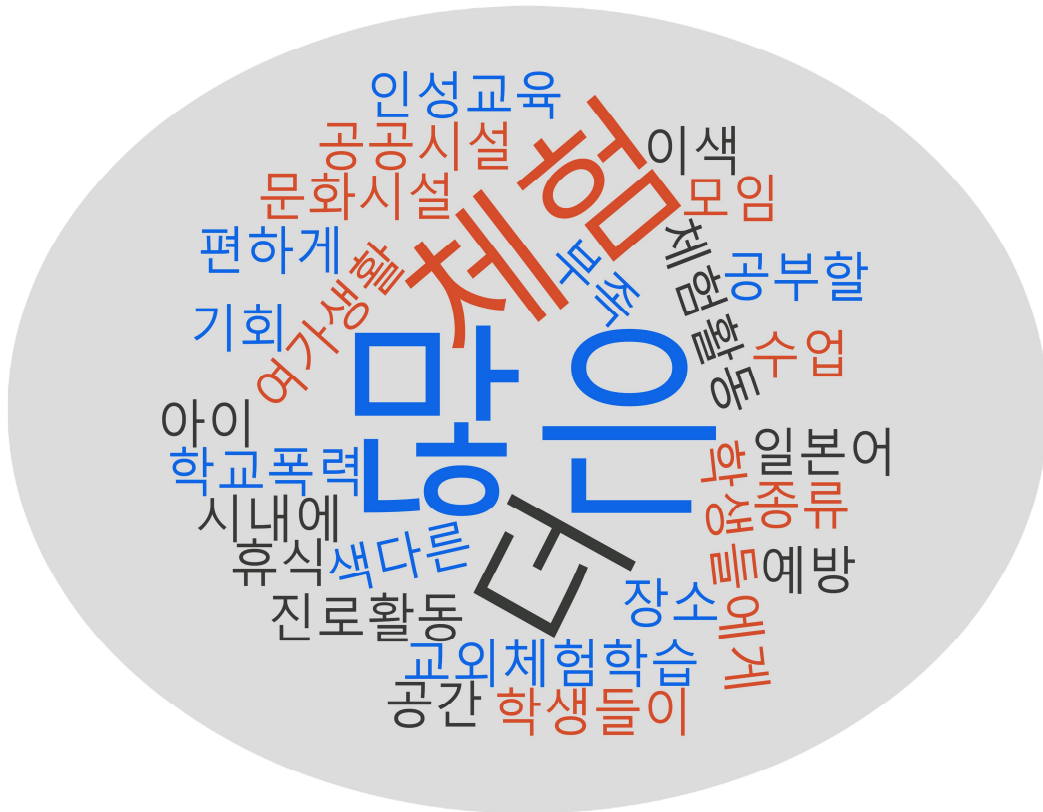 인성교육
공공시설
체험
이색
문화시설
모임
편하게
여가생활
부족
체험활동
공부할
기회
많은
수업
아이
일본어
학교폭력
학생들에게
종류
시내에
휴식
색다른
더
예방
진로활동
장소
교외체험학습
공간
학생들이